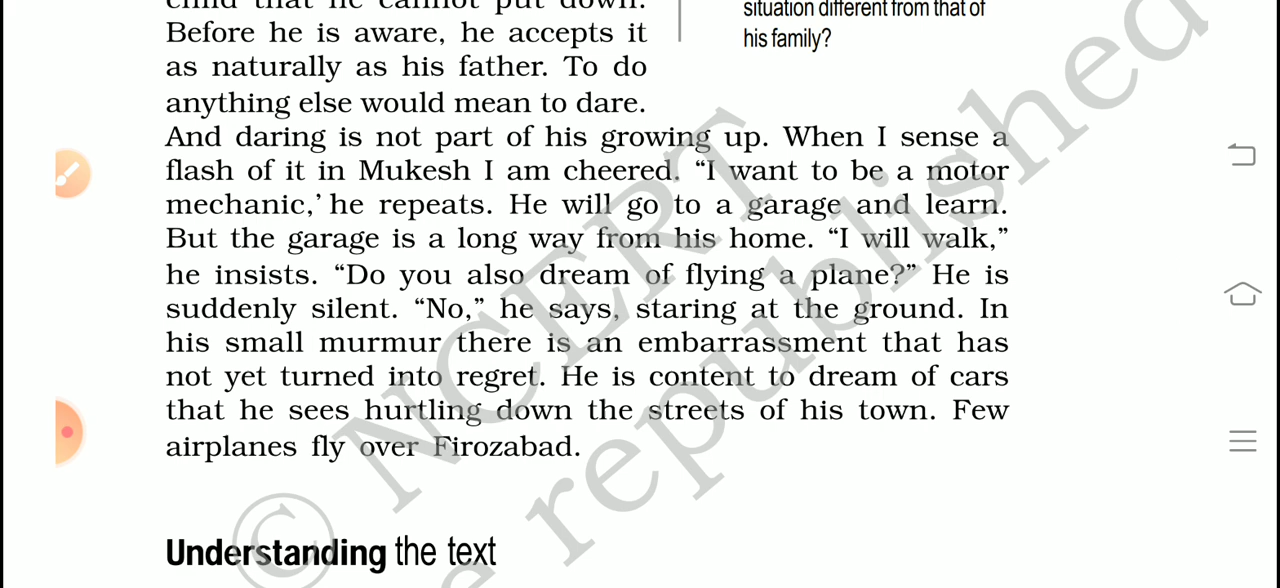 child that he cannot put down.
Before he is aware, he accepts it
as naturally as his father. To do
anything else would mean to dare.
situation different from that of
his family?
And daring is not part of his growing up. When I sense a
flash of it in Mukesh I am cheered. “I want to be a motor
mechanic,’ he repeats. He will go to a garage and learn.
But the garage is a long way from his home. “I will walk,”
he insists. “Do you also dream of flying a plane?” He is
suddenly silent. “No,” he says, staring at the ground. In
his small murmur there is an embarrassment that has
not yet turned into regret. He is content to dream of cars
that he sees hurtling down the streets of his town. Few
airplanes fly over Firozabad.
Understanding the text
© NCERT
e republished